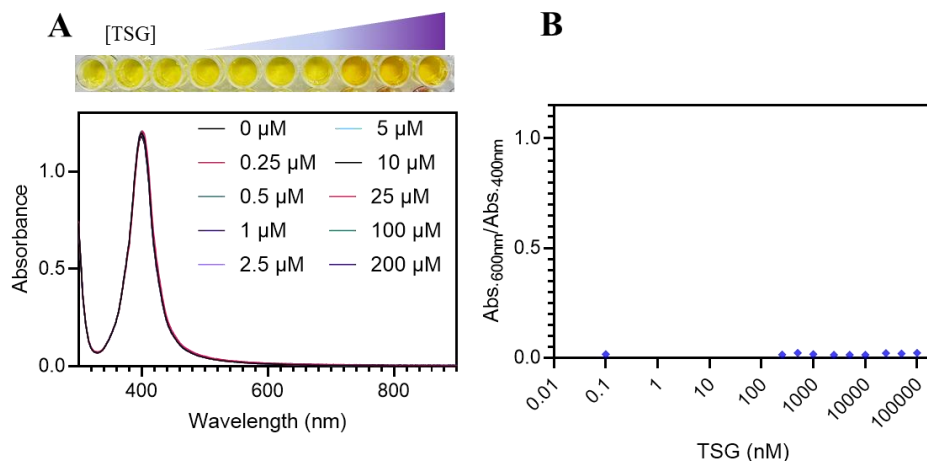 A
[TSG]
0 µM
0.25 µM
0.5 µM
1 µM
2.5 µM
5 µM
10 µM
25 µM
100 µM
200 µM
Absorbance
1.0
0.5
0.0
400
600
800
Wavelength (nm)
B
Abs.600nm/Abs.400nm
1.0
0.5
0.0
0.01
0.1
1
10
100
1000
10000
100000
TSG (nM)